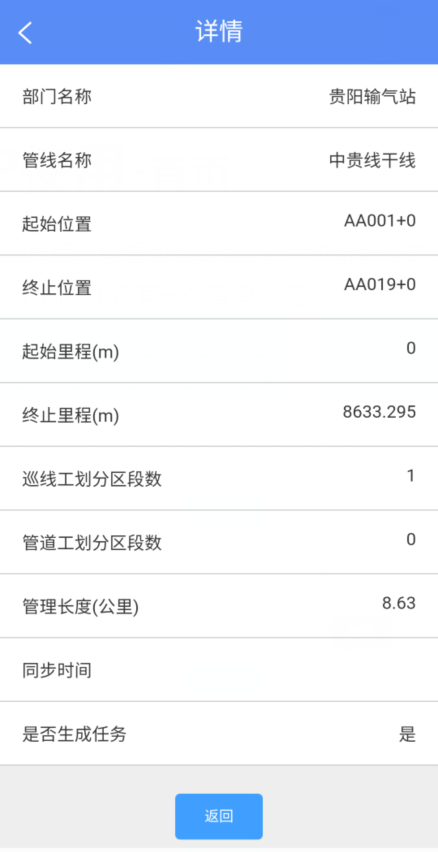 详情
部门名称 贵阳输气站
管线名称 中贵线干线
起始位置 AA001+0
终止位置 AA019+0
起始里程(m) 0
终止里程(m) 8633.295
巡线工划分区段数 1
管道工划分区段数 0
管理长度(公里) 8.63
同步时间
是否生成任务 是
返回